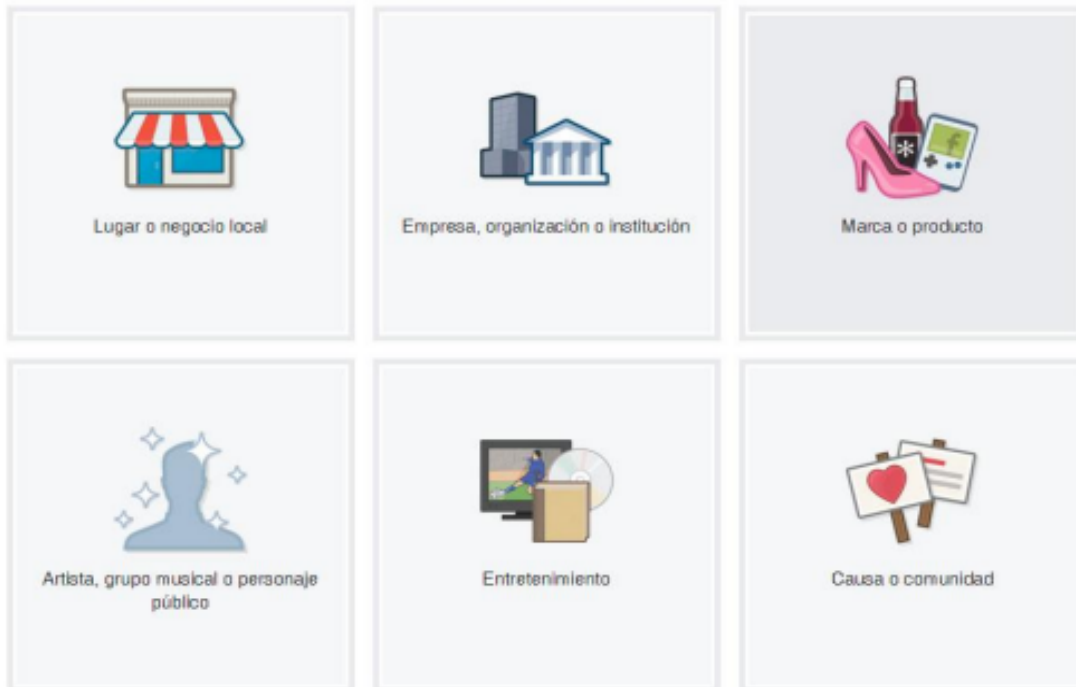 Lugar o negocio local
Empresa, organización o institución
Marca o producto
Artista, grupo musical o personaje
público
Entretenimiento
Causa o comunidad